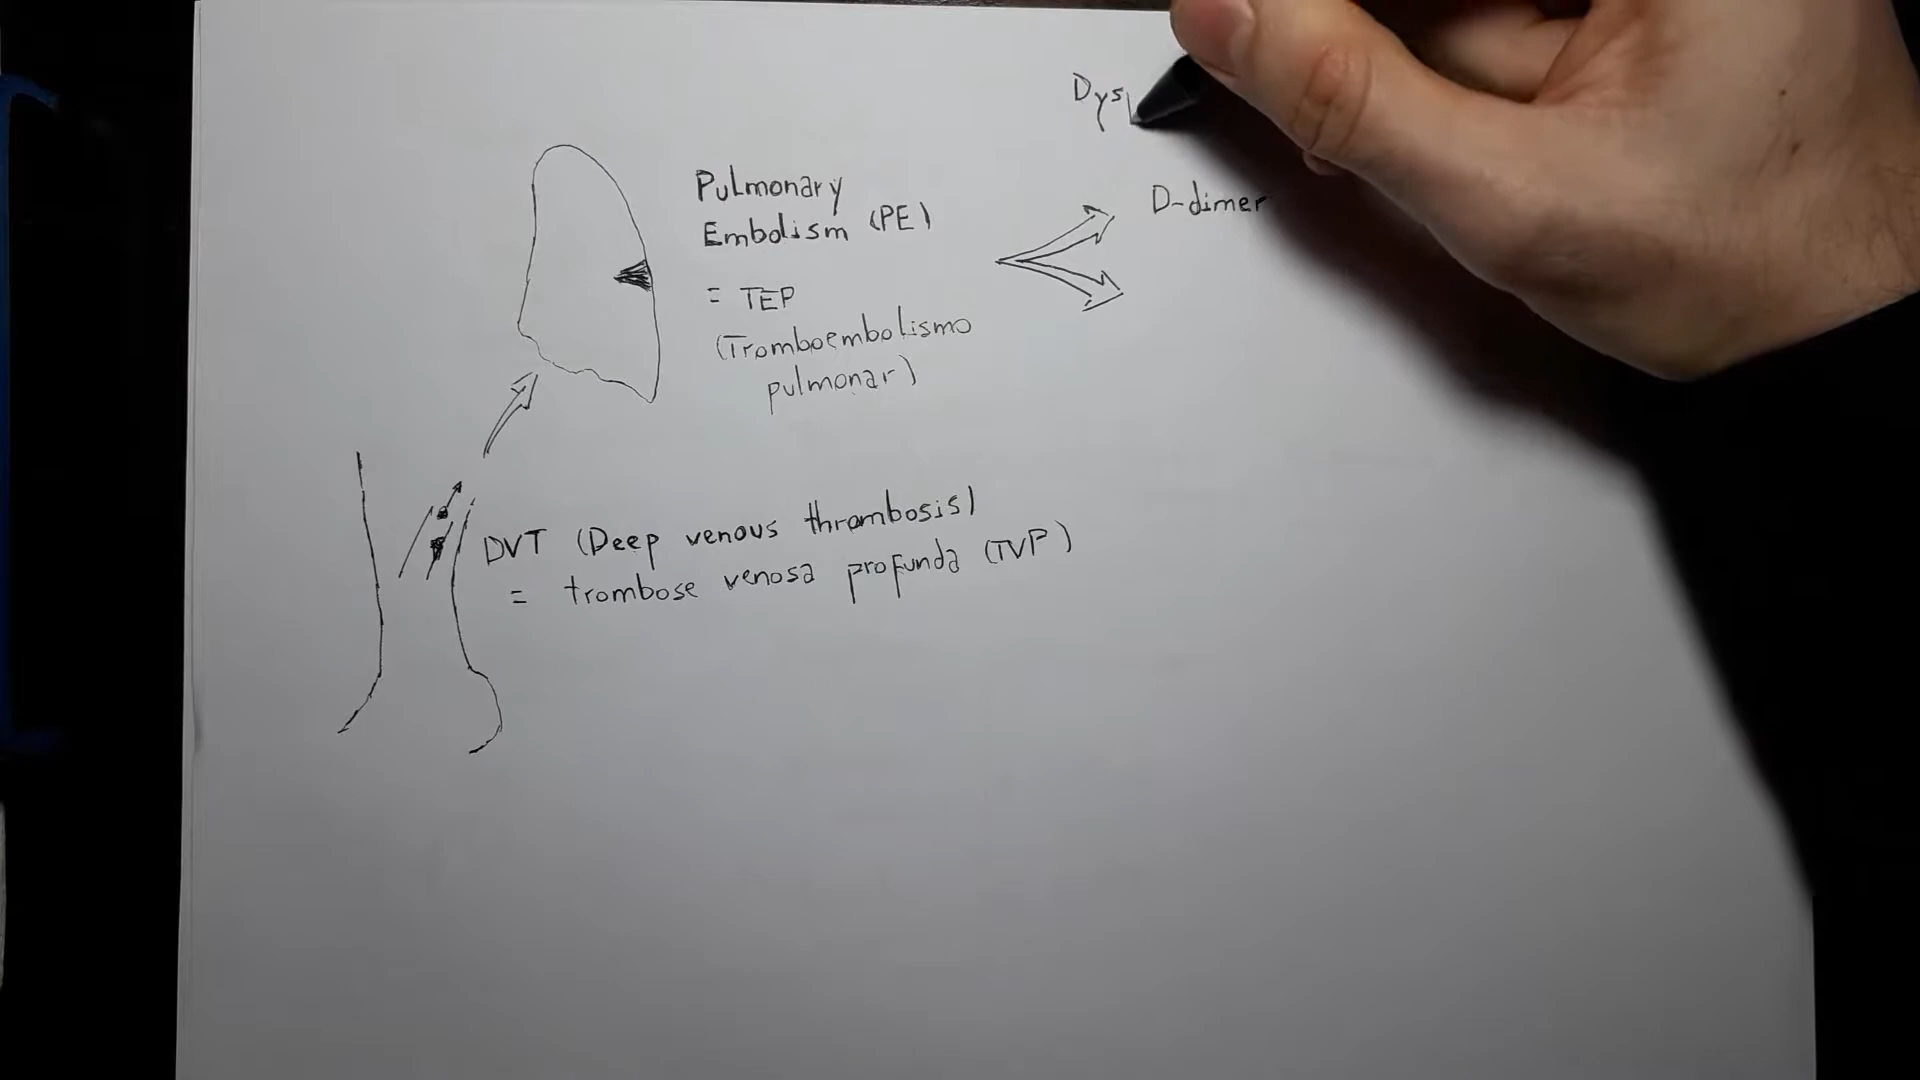 Dys
D-dimer
Pulmonary
Embolism (PE)
= TEP
(Tromboembolismo
pulmonar)
DVT (Deep venous thrombosis)
= trombose venosa profunda (TVP)